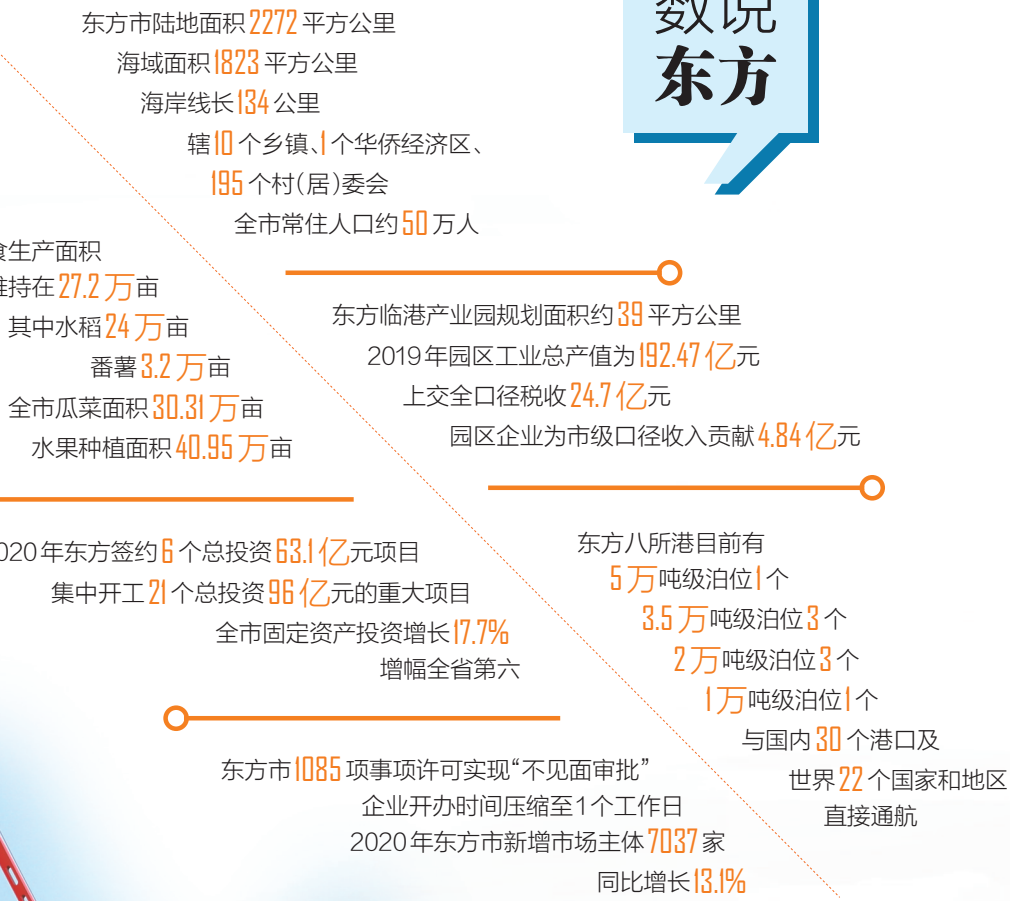 数说
东方
东方市陆地面积2272平方公里
海域面积1823平方公里
海岸线长134公里
辖10个乡镇、1个华侨经济区、
195个村(居)委会
全市常住人口约50万人
食生产面积
维持在27.2万亩
其中水稻24万亩
番薯3.2万亩
全市瓜菜面积30.31万亩
水果种植面积40.95万亩
东方临港产业园规划面积约39平方公里
2019年园区工业总产值为192.47亿元
上交全口径税收24.7亿元
园区企业为市级口径收入贡献4.84亿元
020年东方签约6个总投资63.1亿元项目
集中开工21个总投资96亿元的重大项目
全市固定资产投资增长17.7%
增幅全省第六
东方八所港目前有
5万吨级泊位1个
3.5万吨级泊位3个
2万吨级泊位3个
1万吨级泊位1个
与国内30个港口及
世界22个国家和地区
直接通航
东方市1085项事项许可实现“不见面审批”
企业开办时间压缩至1个工作日
2020年东方市新增市场主体7037家
同比增长13.1%